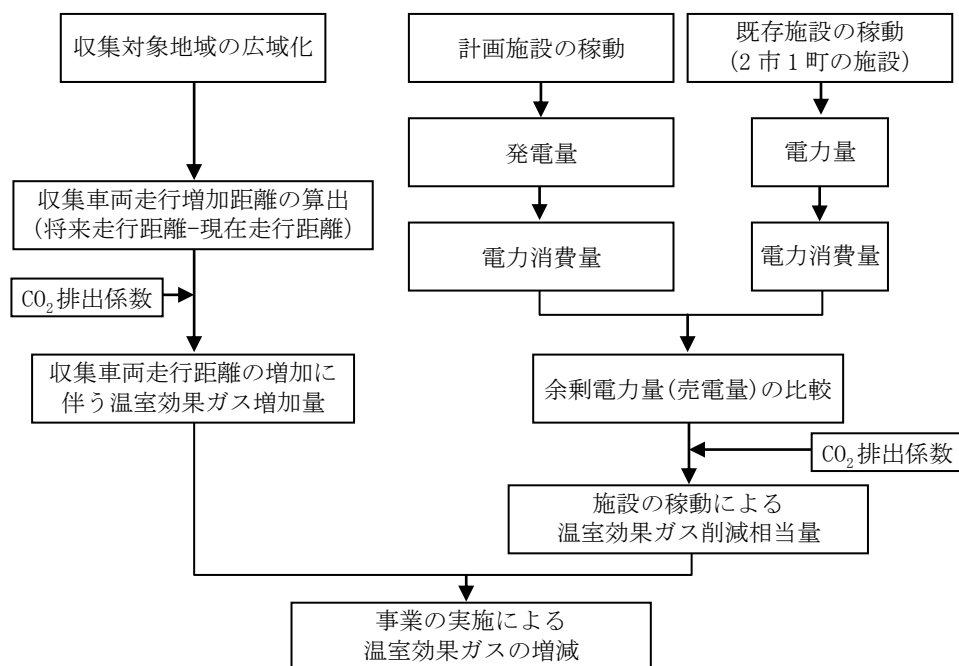 収集対象地域の広域化
計画施設の稼動
既存施設の稼動
(2市1町の施設)
発電量
電力量
収集車両走行増加距離の算出
(将来走行距離-現在走行距離)
電力消費量
電力消費量
CO₂排出係数
収集車両走行距離の増加に
伴う温室効果ガス増加量
余剰電力量(売電量)の比較
CO₂排出係数
施設の稼動による
温室効果ガス削減相当量
事業の実施による
温室効果ガスの増減